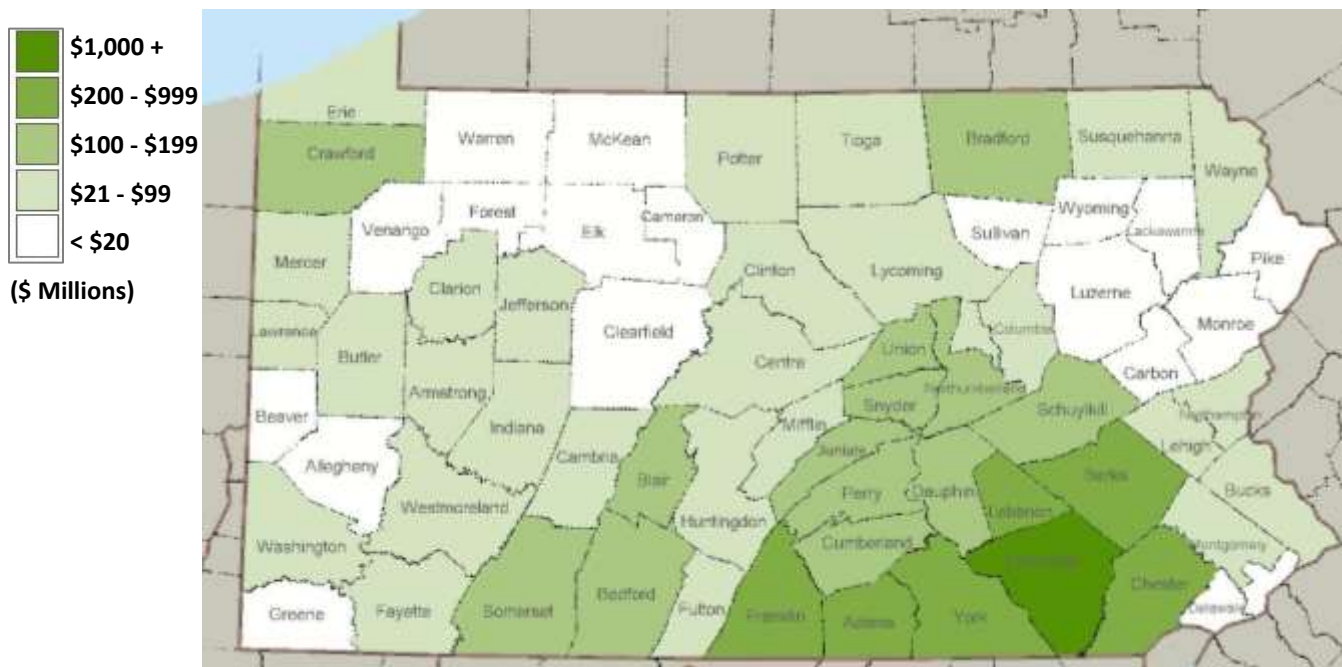 $1,000 +
$200 - $999
$100 - $199
$21 - $99
< $20
($ Millions)
Erie
Crawford
Warren
McKean
Potter
Tioga
Bradford
Susquehanna
Wayne
Venango
Forest
Elk
Cameron
Sullivan
Wyoming
Lackawanna
Pike
Mercer
Clarion
Jefferson
Clinton
Lycoming
Luzerne
Monroe
Lawrence
Butler
Armstrong
Clearfield
Centre
Union
Columbia
Carbon
Beaver
Indiana
Snyder
Northumberland
Schuylkill
Northampton
Allegheny
Cambria
Blair
Mifflin
Juniata
Lehigh
Westmoreland
Huntingdon
Perry
Dauphin
Lebanon
Berks
Bucks
Washington
Cumberland
Montgomery
Greene
Fayette
Somerset
Bedford
Fulton
Franklin
Adams
York
Lancaster
Chester
Delaware